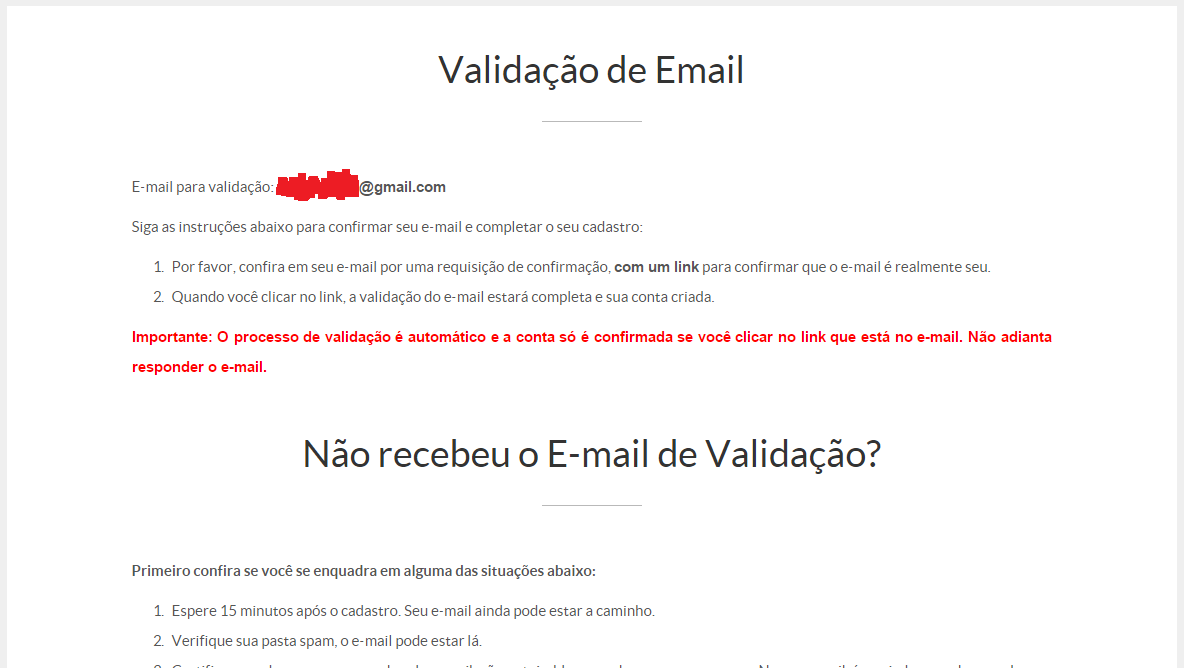 Validação de Email
E-mail para validação: @gmail.com
Siga as instruções abaixo para confirmar seu e-mail e completar o seu cadastro:
1. Por favor, confira em seu e-mail por uma requisição de confirmação, com um link para confirmar que o e-mail é realmente seu.
2. Quando você clicar no link, a validação do e-mail estará completa e sua conta criada.
Importante: O processo de validação é automático e a conta só é confirmada se você clicar no link que está no e-mail. Não adianta
responder o e-mail.
Não recebeu o E-mail de Validação?
Primeiro confira se você se enquadra em alguma das situações abaixo:
1. Espere 15 minutos após o cadastro. Seu e-mail ainda pode estar a caminho.
2. Verifique sua pasta spam, o e-mail pode estar lá.